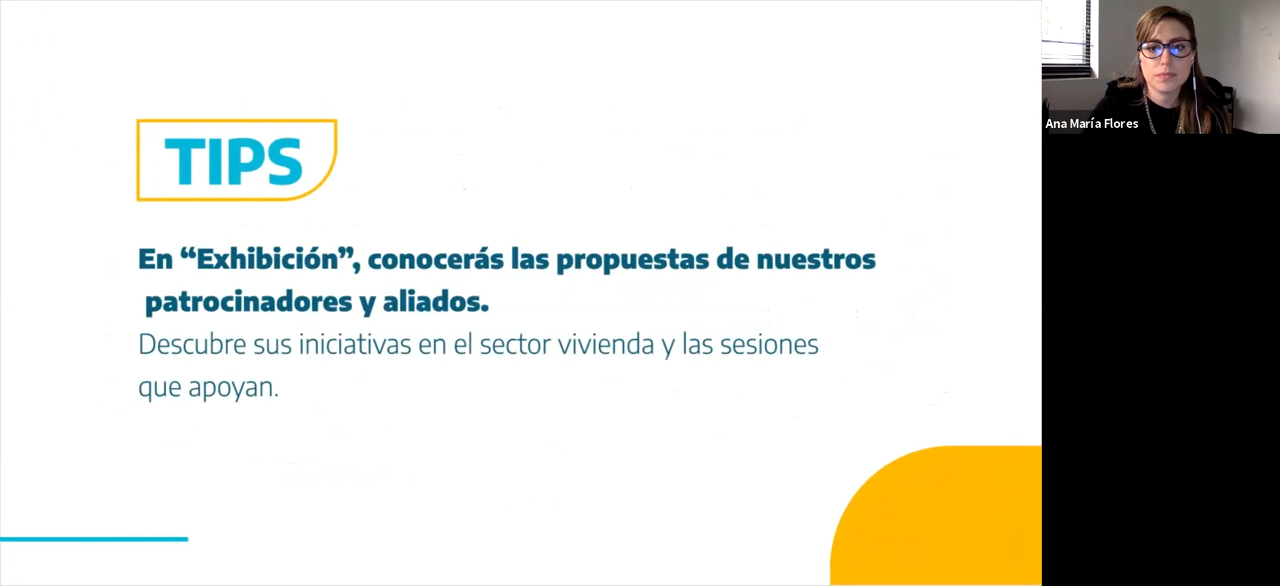 TIPS
En “Exhibición”, conocerás las propuestas de nuestros
patrocinadores y aliados.
Descubre sus iniciativas en el sector vivienda y las sesiones
que apoyan.
Ana María Flores